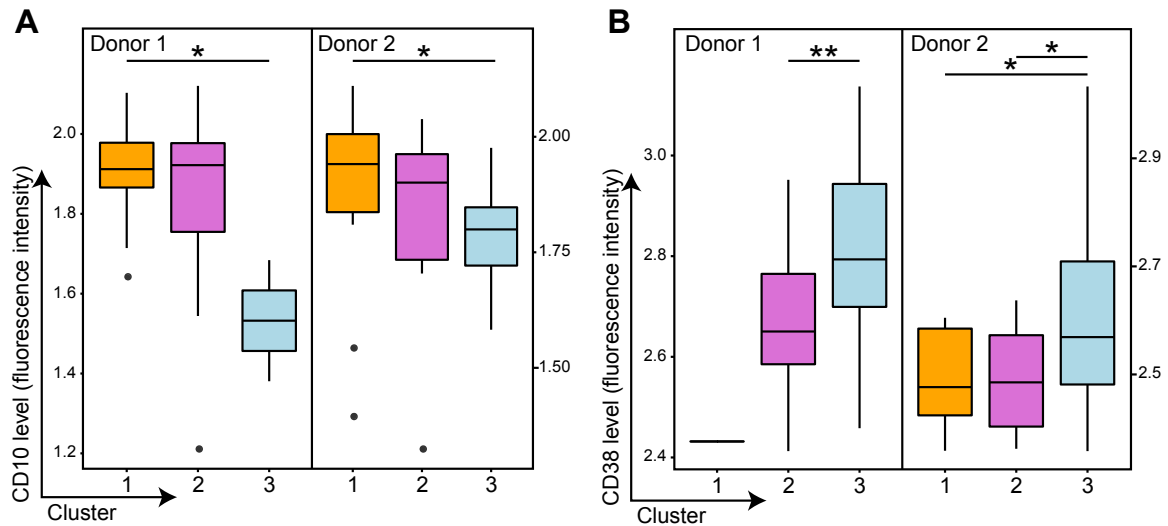 A
Donor 1
*
Donor 2
*
2.0
1.8
1.6
1.4
1.2
2.00
1.75
1.50
CD10 level (fluorescence intensity)
1 2 3 1 2 3
Cluster
B
Donor 1
**
Donor 2
*
*
3.0
2.8
2.6
2.4
2.9
2.7
2.5
CD38 level (fluorescence intensity)
1 2 3 1 2 3
Cluster